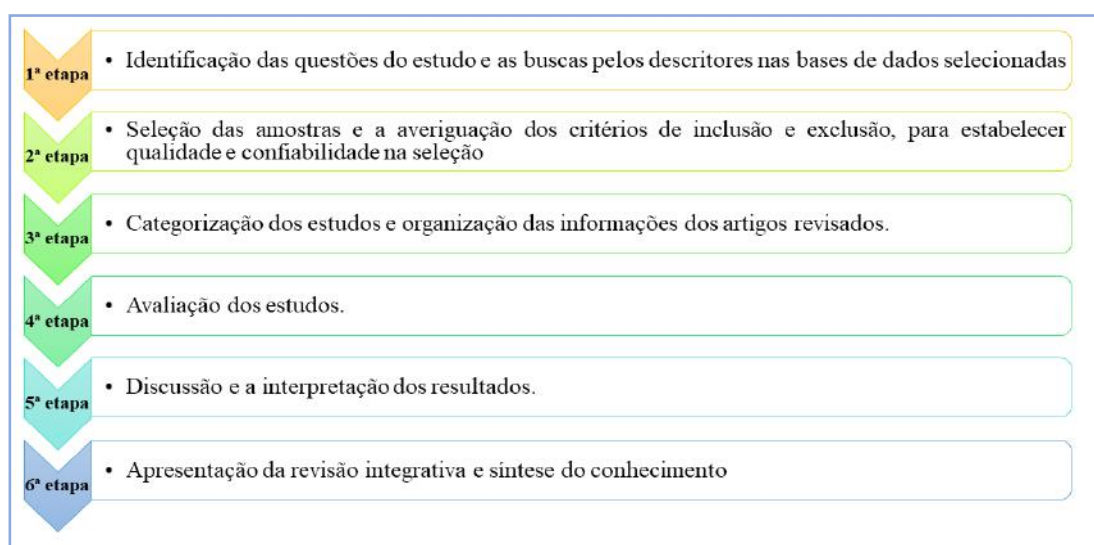 1ª etapa
• Identificação das questões do estudo e as buscas pelos descritores nas bases de dados selecionadas
2ª etapa
• Seleção das amostras e a averiguação dos critérios de inclusão e exclusão, para estabelecer
qualidade e confiabilidade na seleção
3ª etapa
• Categorização dos estudos e organização das informações dos artigos revisados.
4ª etapa
• Avaliação dos estudos.
5ª etapa
• Discussão e a interpretação dos resultados.
6ª etapa
• Apresentação da revisão integrativa e síntese do conhecimento